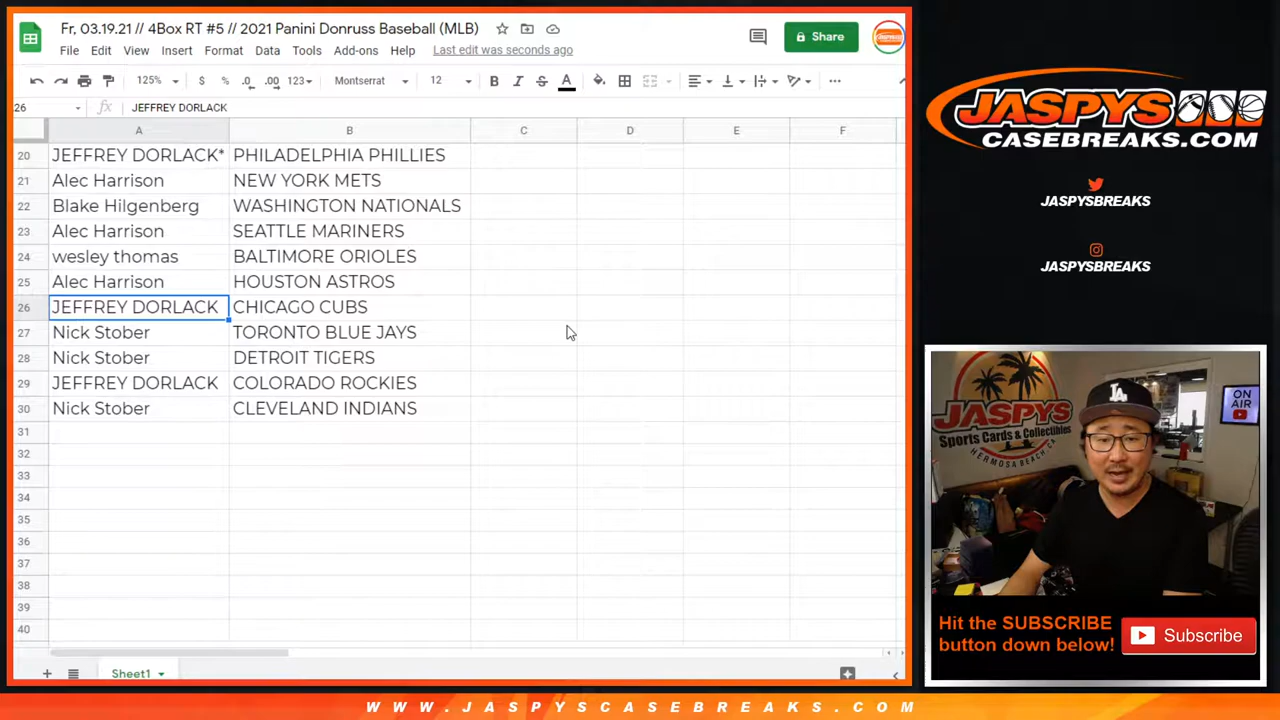 Fr, 03.19.21 // 4Box RT #5 // 2021 Panini Donruss Baseball (MLB)
File Edit View Insert Format Data Tools Add-ons Help Last edit was seconds ago
Share
125% $ % .0 .00 123 Montserrat 12 B I S A
26 fx JEFFREY DORLACK
A B C D E F
20 JEFFREY DORLACK* PHILADELPHIA PHILLIES
21 Alec Harrison NEW YORK METS
22 Blake Hilgenberg WASHINGTON NATIONALS
23 Alec Harrison SEATTLE MARINERS
24 wesley thomas BALTIMORE ORIOLES
25 Alec Harrison HOUSTON ASTROS
26 JEFFREY DORLACK CHICAGO CUBS
27 Nick Stober TORONTO BLUE JAYS
28 Nick Stober DETROIT TIGERS
29 JEFFREY DORLACK COLORADO ROCKIES
30 Nick Stober CLEVELAND INDIANS
31
32
33
34
35
36
37
38
39
40
Sheet1
JASPYS
CASEBREAKS.COM
JASPYSBREAKS
JASPYSBREAKS
JASPYS
Sports Cards & Collectibles
HERMOSA BEACH, CA
LA
ON
AIR
Hit the SUBSCRIBE
button down below!
Subscribe
WWW.JASPYSCASEBREAKS.COM